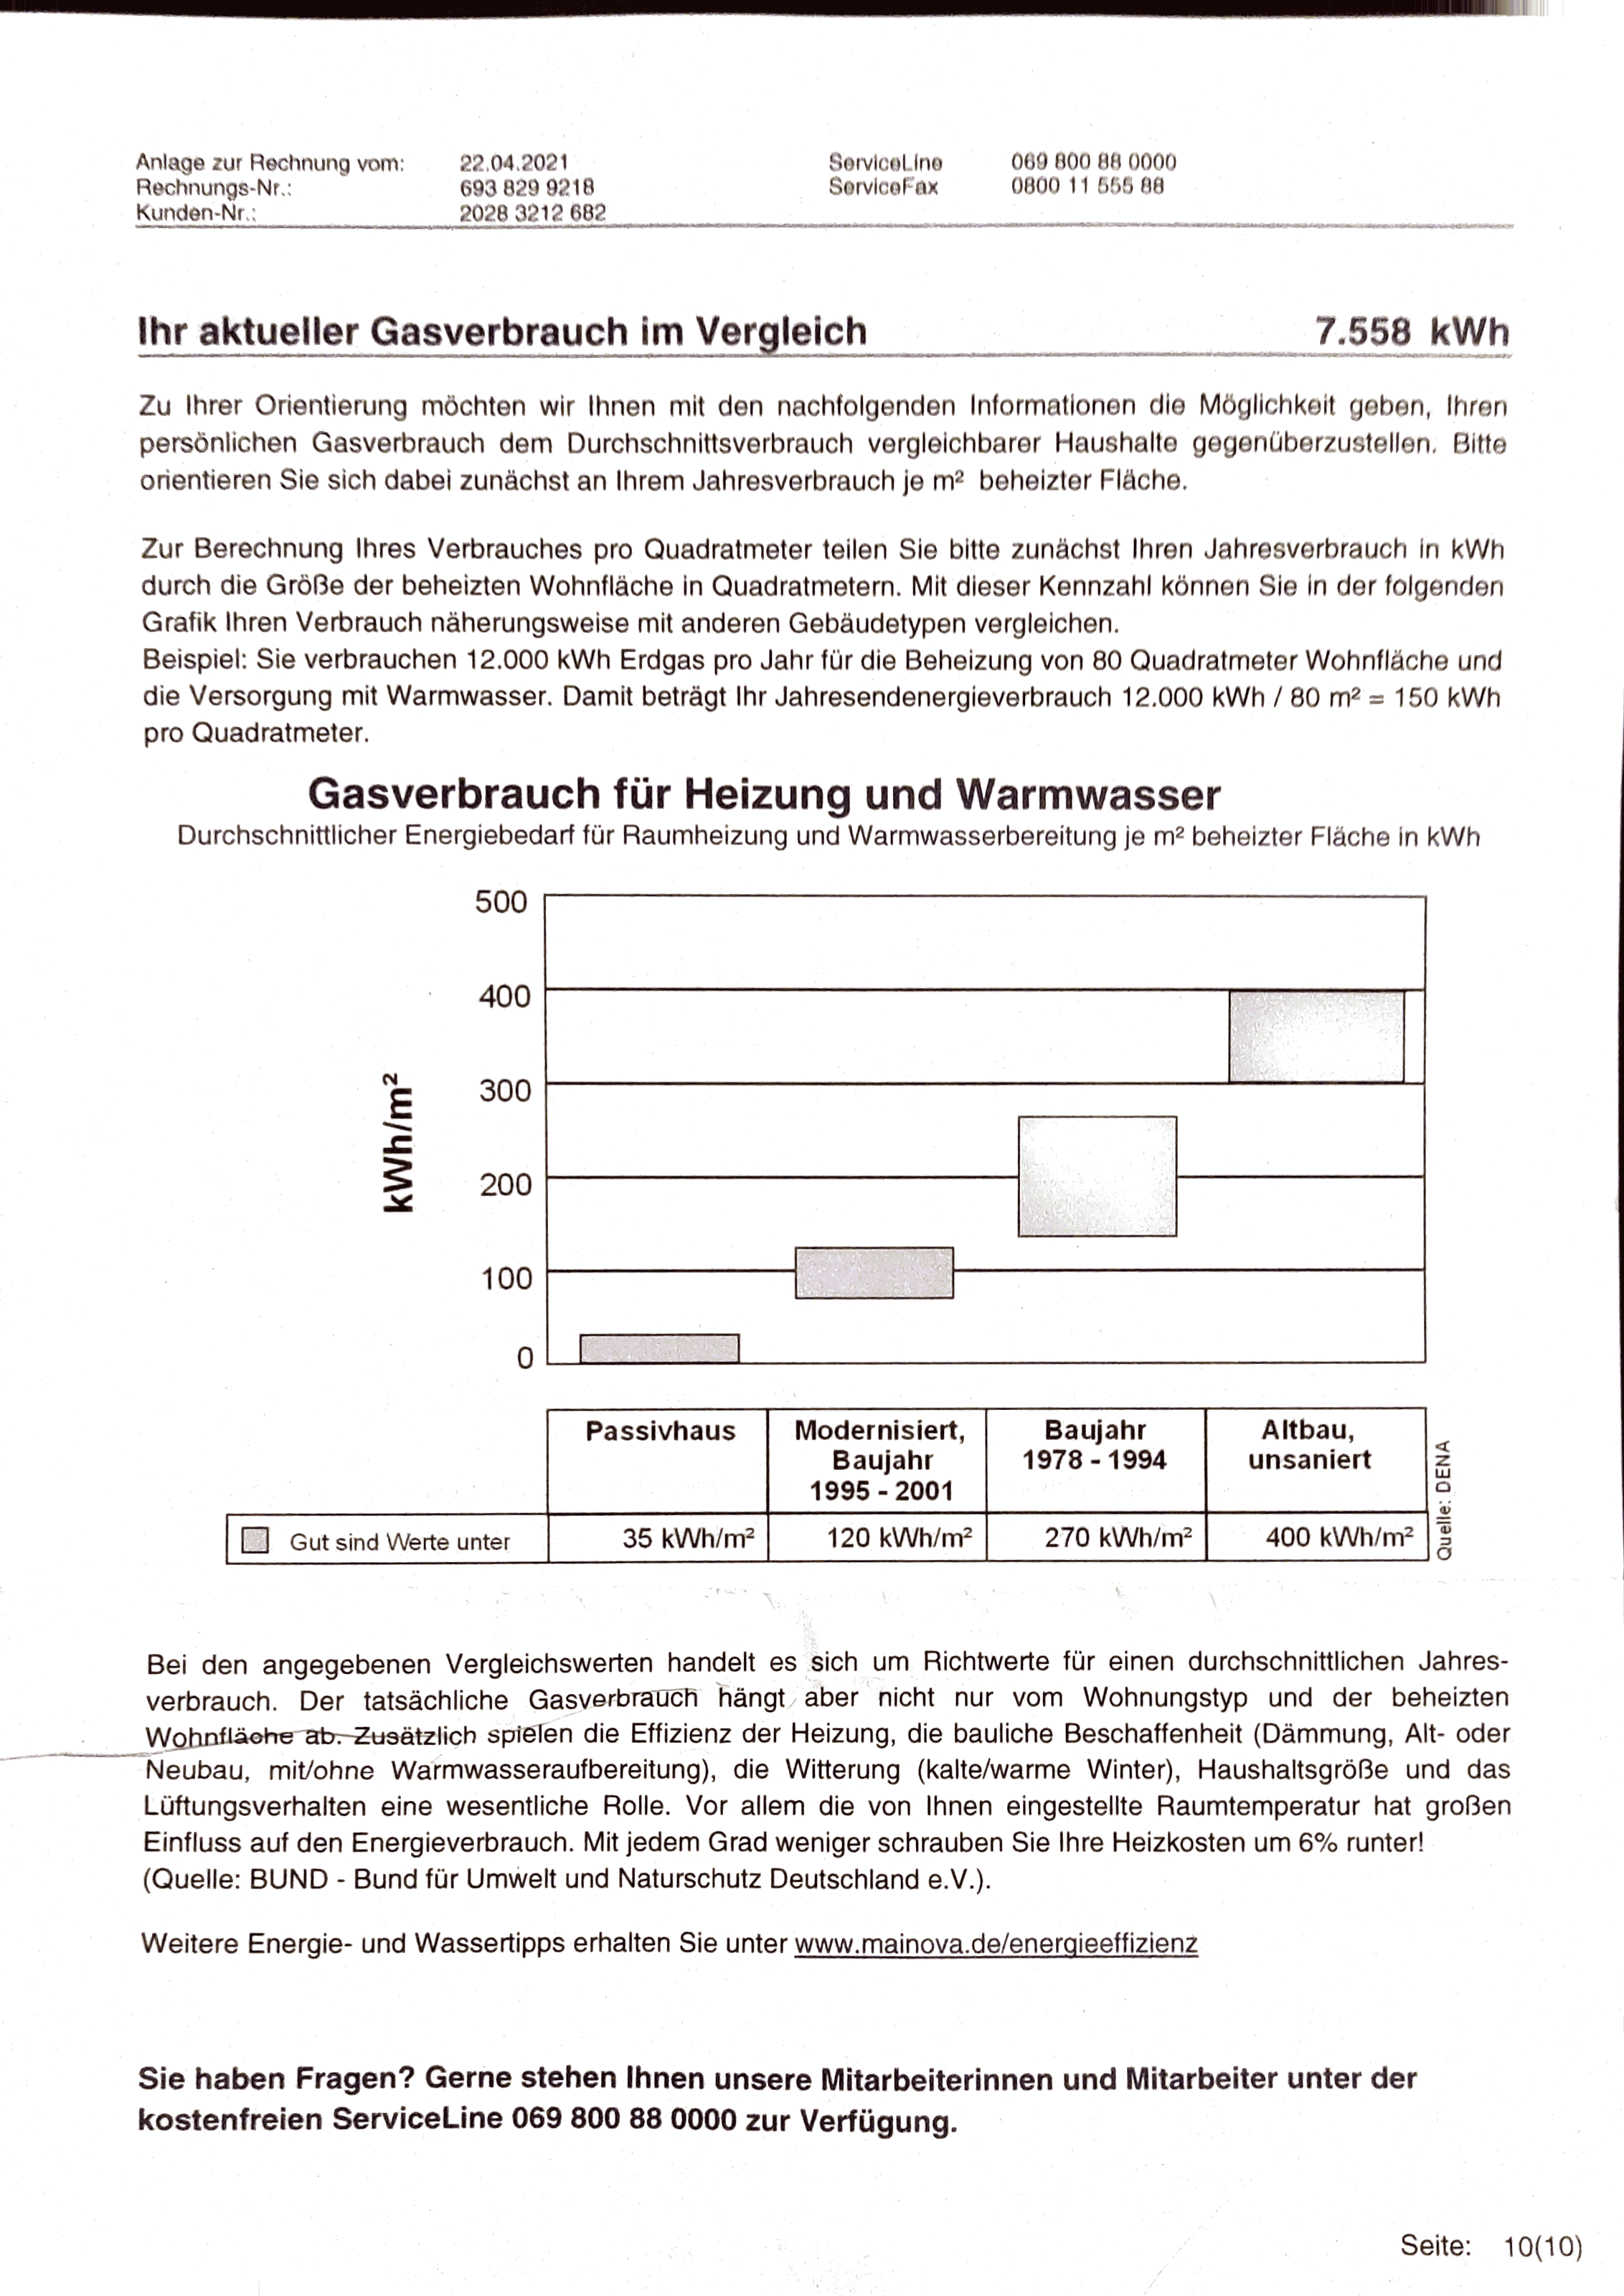 Anlage zur Rechnung vom: 22.04.2021 ServiceLine 069 800 88 0000
Rechnungs-Nr.: 693 829 9218 ServiceFax 0800 11 555 88
Kunden-Nr.: 2028 3212 682
Ihr aktueller Gasverbrauch im Vergleich 7.558 kWh
Zu Ihrer Orientierung möchten wir Ihnen mit den nachfolgenden Informationen die Möglichkeit geben, Ihren
persönlichen Gasverbrauch dem Durchschnittsverbrauch vergleichbarer Haushalte gegenüberzustellen. Bitte
orientieren Sie sich dabei zunächst an Ihrem Jahresverbrauch je m² beheizter Fläche.
Zur Berechnung Ihres Verbrauches pro Quadratmeter teilen Sie bitte zunächst Ihren Jahresverbrauch in kWh
durch die Größe der beheizten Wohnfläche in Quadratmetern. Mit dieser Kennzahl können Sie in der folgenden
Grafik Ihren Verbrauch näherungsweise mit anderen Gebäudetypen vergleichen.
Beispiel: Sie verbrauchen 12.000 kWh Erdgas pro Jahr für die Beheizung von 80 Quadratmeter Wohnfläche und
die Versorgung mit Warmwasser. Damit beträgt Ihr Jahresendenergieverbrauch 12.000 kWh / 80 m² = 150 kWh
pro Quadratmeter.
Gasverbrauch für Heizung und Warmwasser
Durchschnittlicher Energiebedarf für Raumheizung und Warmwasserbereitung je m² beheizter Fläche in kWh
kWh/m²
500
400
300
200
100
0
Passivhaus
Modernisiert,
Baujahr
1995 - 2001
Baujahr
1978 - 1994
Altbau,
unsaniert
Gut sind Werte unter 35 kWh/m² 120 kWh/m² 270 kWh/m² 400 kWh/m²
Quelle: DENA
Bei den angegebenen Vergleichswerten handelt es sich um Richtwerte für einen durchschnittlichen Jahres-
verbrauch. Der tatsächliche Gasverbrauch hängt aber nicht nur vom Wohnungstyp und der beheizten
Wohnfläche ab. Zusätzlich spielen die Effizienz der Heizung, die bauliche Beschaffenheit (Dämmung, Alt- oder
Neubau, mit/ohne Warmwasseraufbereitung), die Witterung (kalte/warme Winter), Haushaltsgröße und das
Lüftungsverhalten eine wesentliche Rolle. Vor allem die von Ihnen eingestellte Raumtemperatur hat großen
Einfluss auf den Energieverbrauch. Mit jedem Grad weniger schrauben Sie Ihre Heizkosten um 6% runter!
(Quelle: BUND - Bund für Umwelt und Naturschutz Deutschland e.V.).
Weitere Energie- und Wassertipps erhalten Sie unter www.mainova.de/energieeffizienz
Sie haben Fragen? Gerne stehen Ihnen unsere Mitarbeiterinnen und Mitarbeiter unter der
kostenfreien ServiceLine 069 800 88 0000 zur Verfügung.
Seite: 10(10)